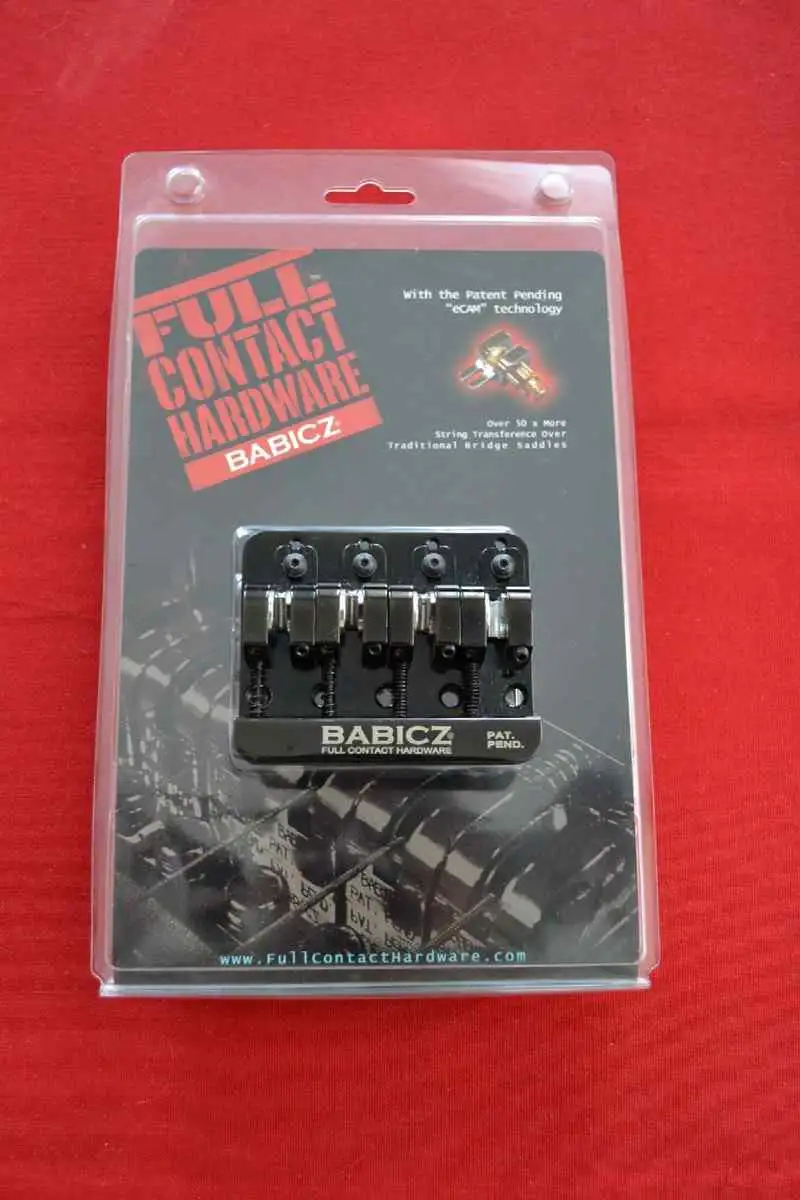 FULL
CONTACT
HARDWARE
BABICZ
With the Patent Pending
"eCAM" technology
Over 50 x More
String Transference Over
Traditional Bridge Saddles
BABICZ
FULL CONTACT HARDWARE
PAT.
PEND.
www.FullContactHardware.com